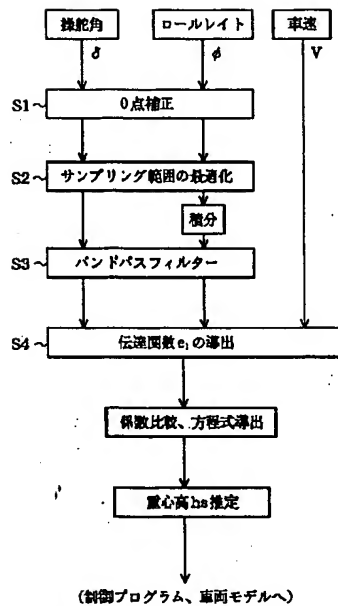 操舵角 ロールレイト 車速
δ φ V
S1～ 0点補正
S2～ サンプリング範囲の最適化
積分
S3～ バンドパスフィルター
S4～ 伝達関数eiの導出
係数比較、方程式導出
重心高hs推定
(制御プログラム、車両モデルへ)